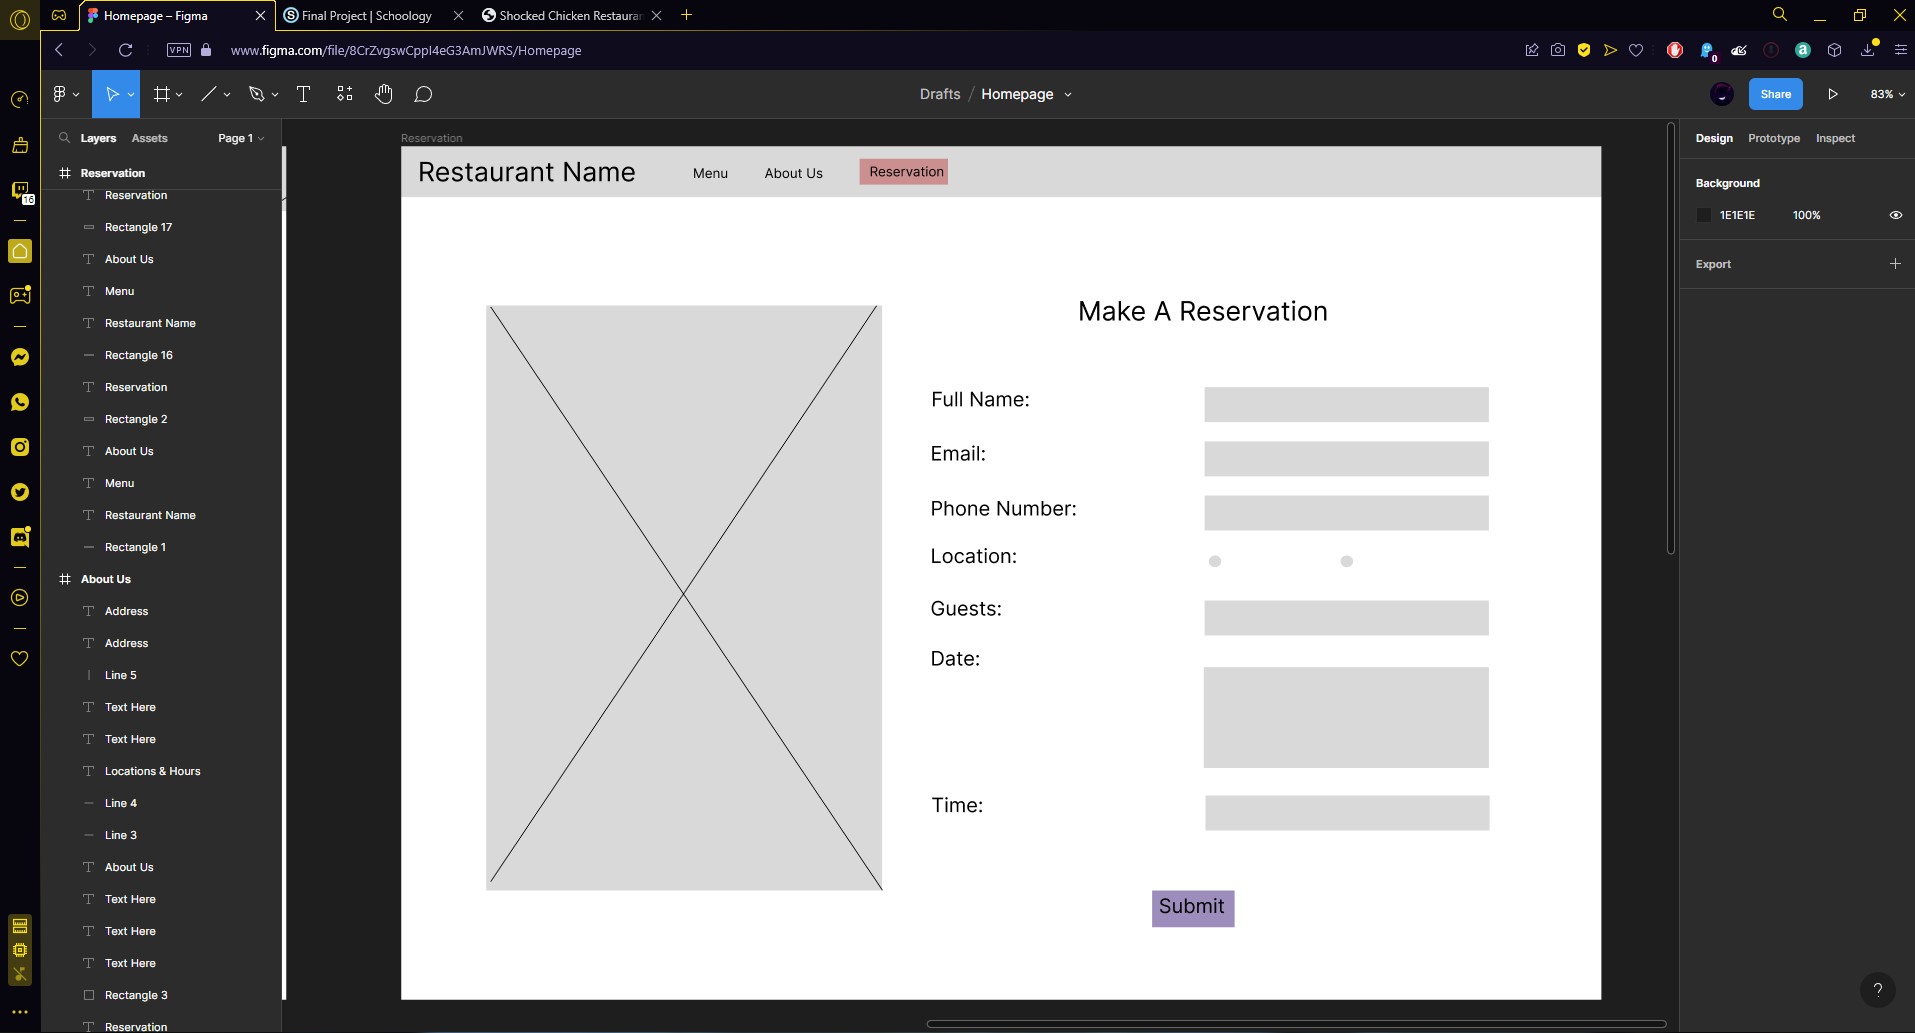 Homepage – Figma
Final Project | Schoology
Shocked Chicken Restaura
VPN
www.figma.com/file/8CrZvgswCppI4eG3AmJWRS/Homepage
Drafts / Homepage
Share
83%
Layers
Assets
Page 1
Reservation
Reservation
Rectangle 17
About Us
Menu
Restaurant Name
Rectangle 16
Reservation
Rectangle 2
About Us
Menu
Restaurant Name
Rectangle 1
About Us
Address
Address
Line 5
Text Here
Text Here
Locations & Hours
Line 4
Line 3
About Us
Text Here
Text Here
Text Here
Rectangle 3
Reservation
16
0
a
Reservation
Restaurant Name
Menu
About Us
Reservation
Make A Reservation
Full Name:
Email:
Phone Number:
Location:
Guests:
Date:
Time:
Submit
Design
Prototype
Inspect
Background
1E1E1E
100%
Export
?